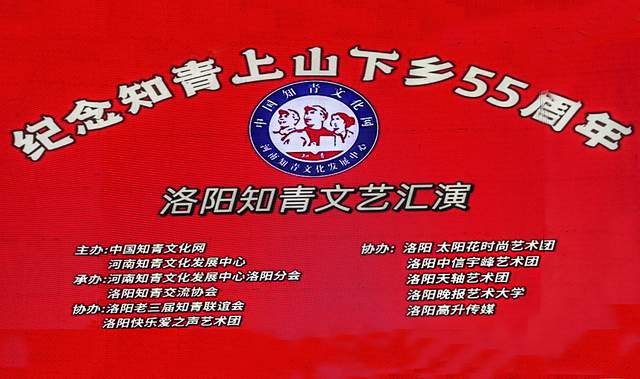 纪念知青上山下乡55周年
中国知青文化网
河南知青文化发展中心
洛阳知青文艺汇演
主办:中国知青文化网
河南知青文化发展中心
承办:河南知青文化发展中心洛阳分会
洛阳知青交流协会
协办:洛阳老三届知青联谊会
洛阳快乐爱之声艺术团
协办: 洛阳 太阳花时尚艺术团
洛阳中信宇峰艺术团
洛阳天轴艺术团
洛阳晚报艺术大学
洛阳高升传媒